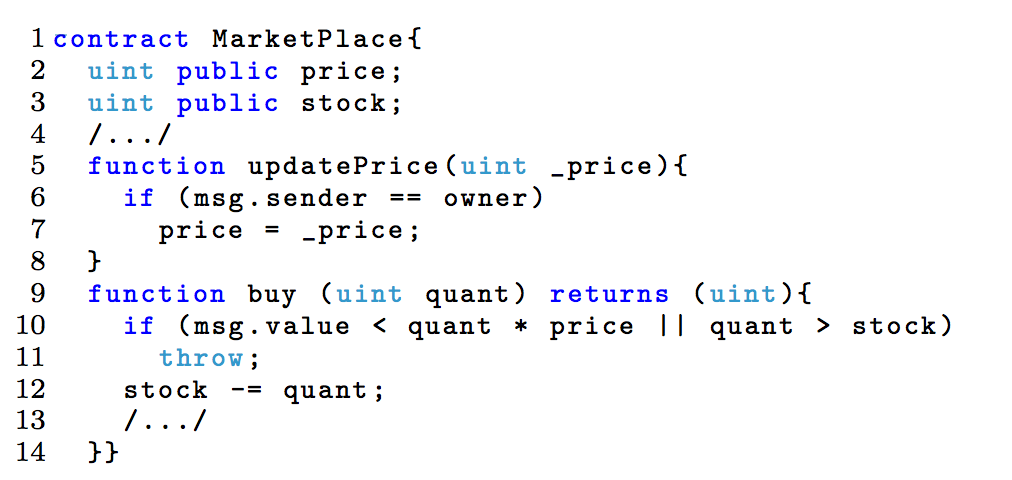 1 contract MarketPlace{
2 uint public price;
3 uint public stock;
4 /.../
5 function updatePrice(uint _price){
6 if (msg.sender == owner)
7 price = _price;
8 }
9 function buy (uint quant) returns (uint){
10 if (msg.value < quant * price || quant > stock)
11 throw;
12 stock -= quant;
13 /.../
14 }}